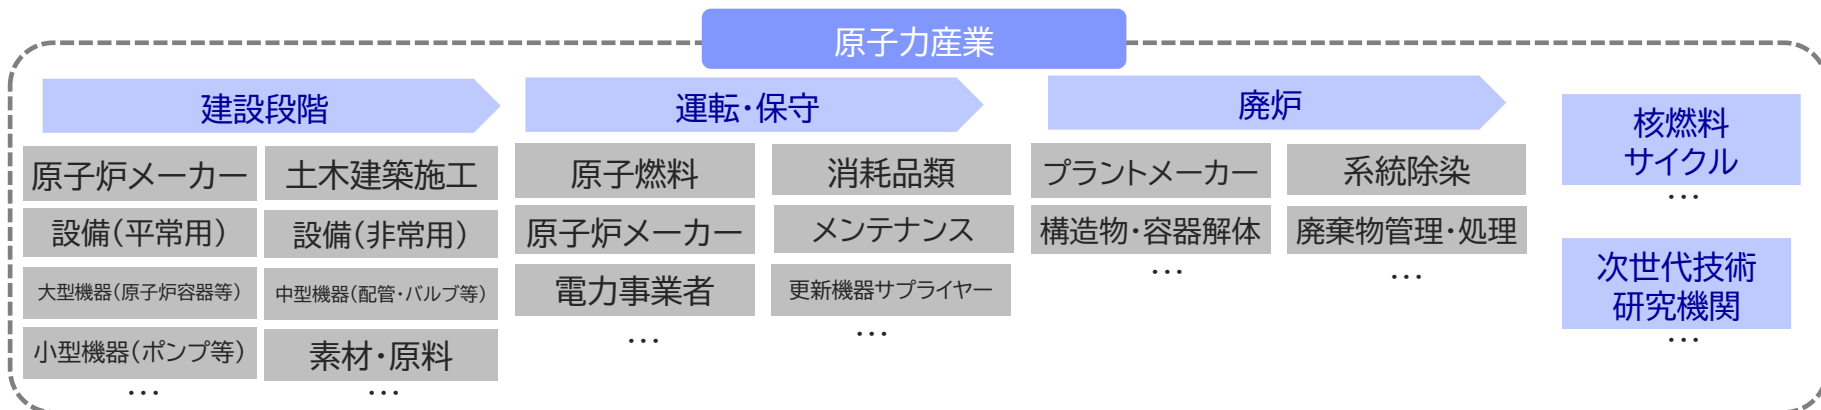 原子力産業
建設段階
原子炉メーカー
土木建築施工
設備(平常用)
設備(非常用)
大型機器(原子炉容器等)
中型機器(配管・バルブ等)
小型機器(ポンプ等)
素材・原料
…
…
運転・保守
原子燃料
消耗品類
原子炉メーカー
メンテナンス
電力事業者
更新機器サプライヤー
…
…
廃炉
プラントメーカー
系統除染
構造物・容器解体
廃棄物管理・処理
…
…
核燃料
サイクル
…
次世代技術
研究機関
…